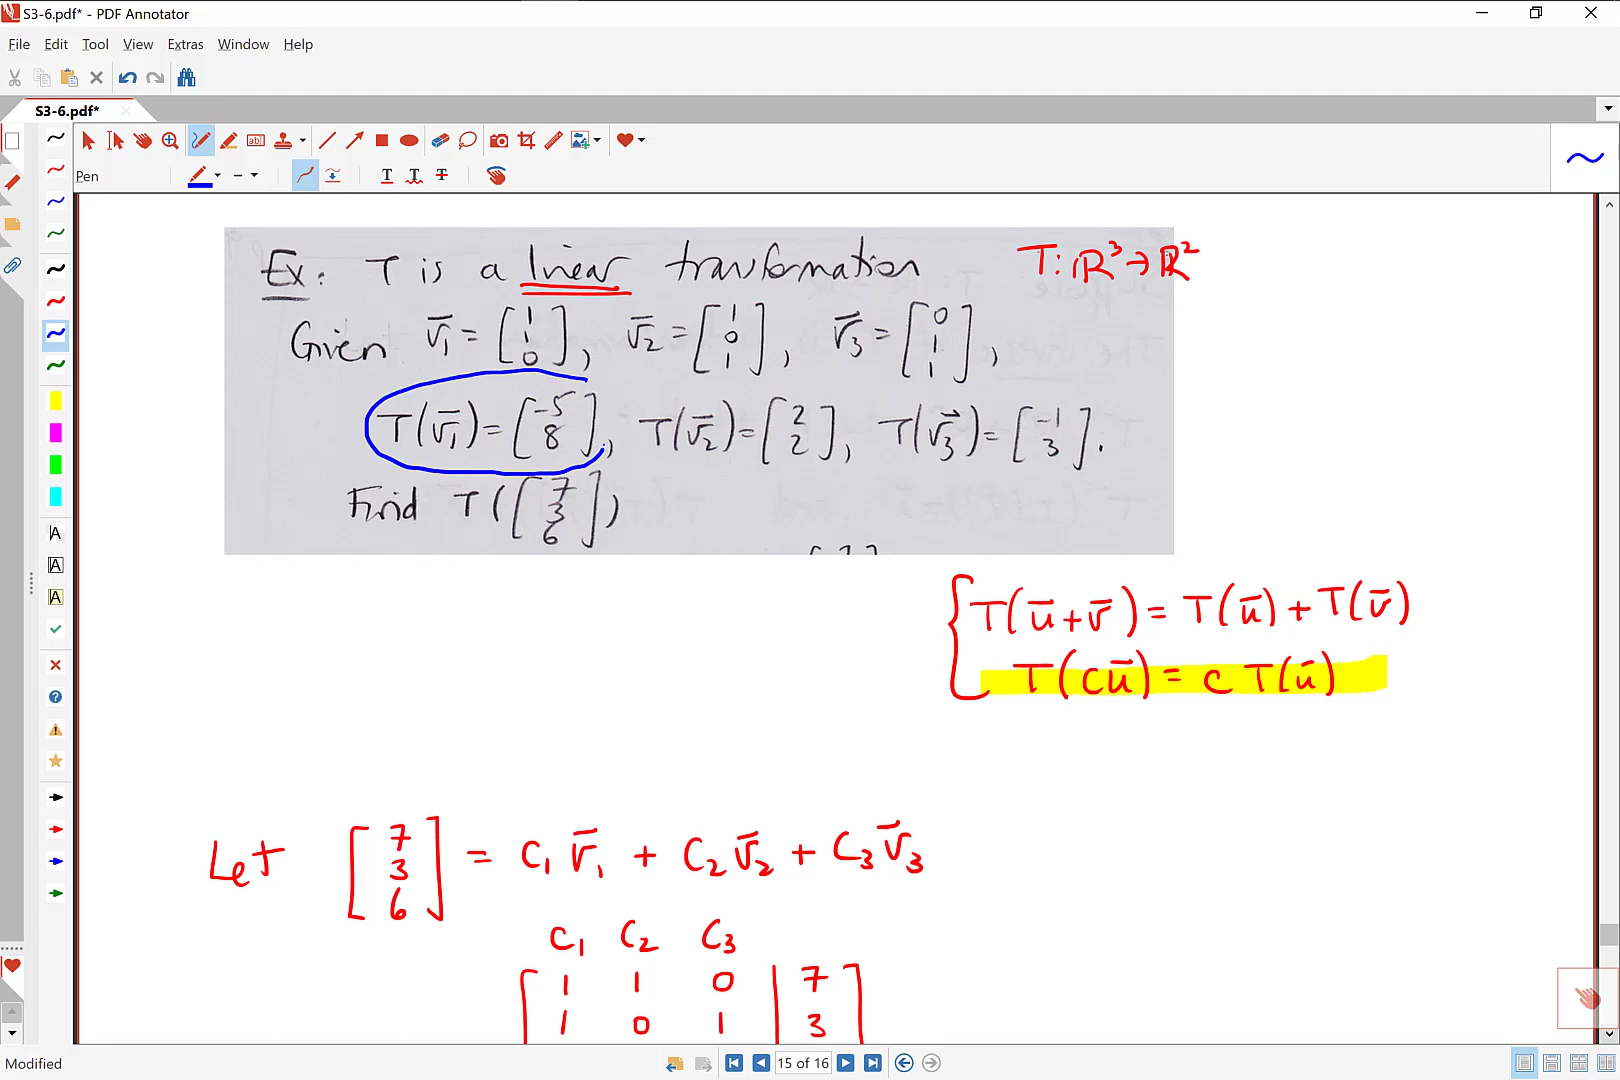 S3-6.pdf* - PDF Annotator
File Edit Tool View Extras Window Help
S3-6.pdf*
Pen
Ex: T is a linear transformation T: ℝ³ → ℝ²
Given v̄₁ = [1 1 0], v̄₂ = [1 0 1], v̄₃ = [0 1 1],
T(v̄₁) = [-5 8], T(v̄₂) = [2 2], T(v̄₃) = [-1 3].
Find T([7 3 6])
T(ū+v̄) = T(ū) + T(v̄)
T(cū) = c T(ū)
Let [7 3 6] = C₁v̄₁ + C₂v̄₂ + C₃v̄₃
C₁ C₂ C₃
1 1 0 | 7
1 0 1 | 3
Modified
15 of 16